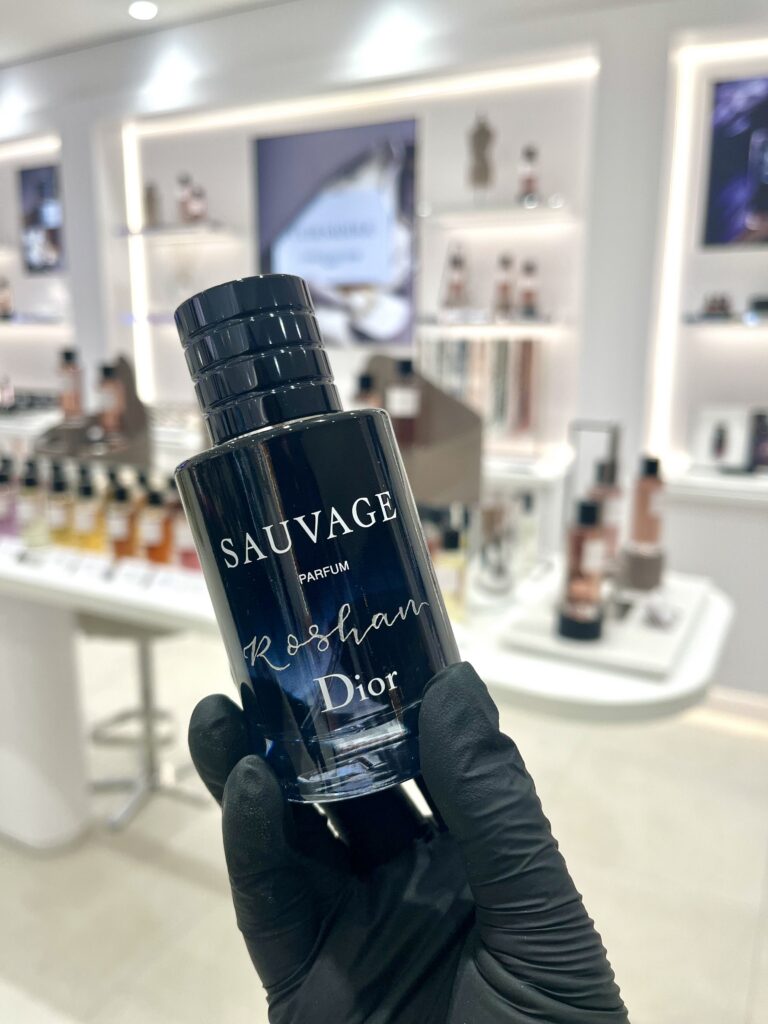 SAUVAGE
PARFUM
Roshan
Dior